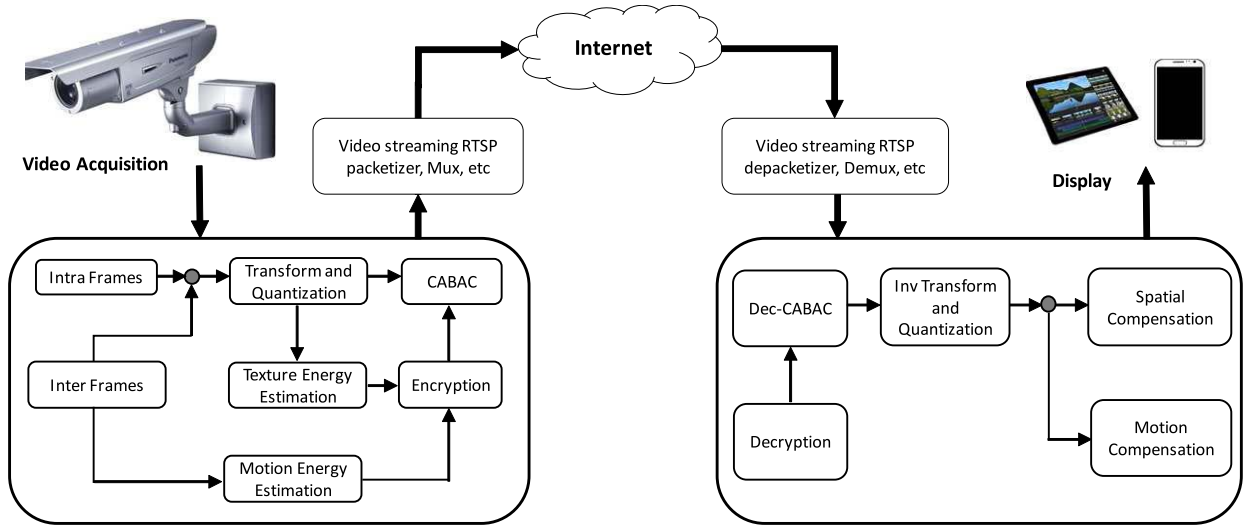 Internet
Video Acquisition
Video streaming RTSP
packetizer, Mux, etc
Video streaming RTSP
depacketizer, Demux, etc
Display
Intra Frames
Transform and
Quantization
CABAC
Inter Frames
Texture Energy
Estimation
Encryption
Motion Energy
Estimation
Dec-CABAC
Inv Transform
and
Quantization
Spatial
Compensation
Decryption
Motion
Compensation